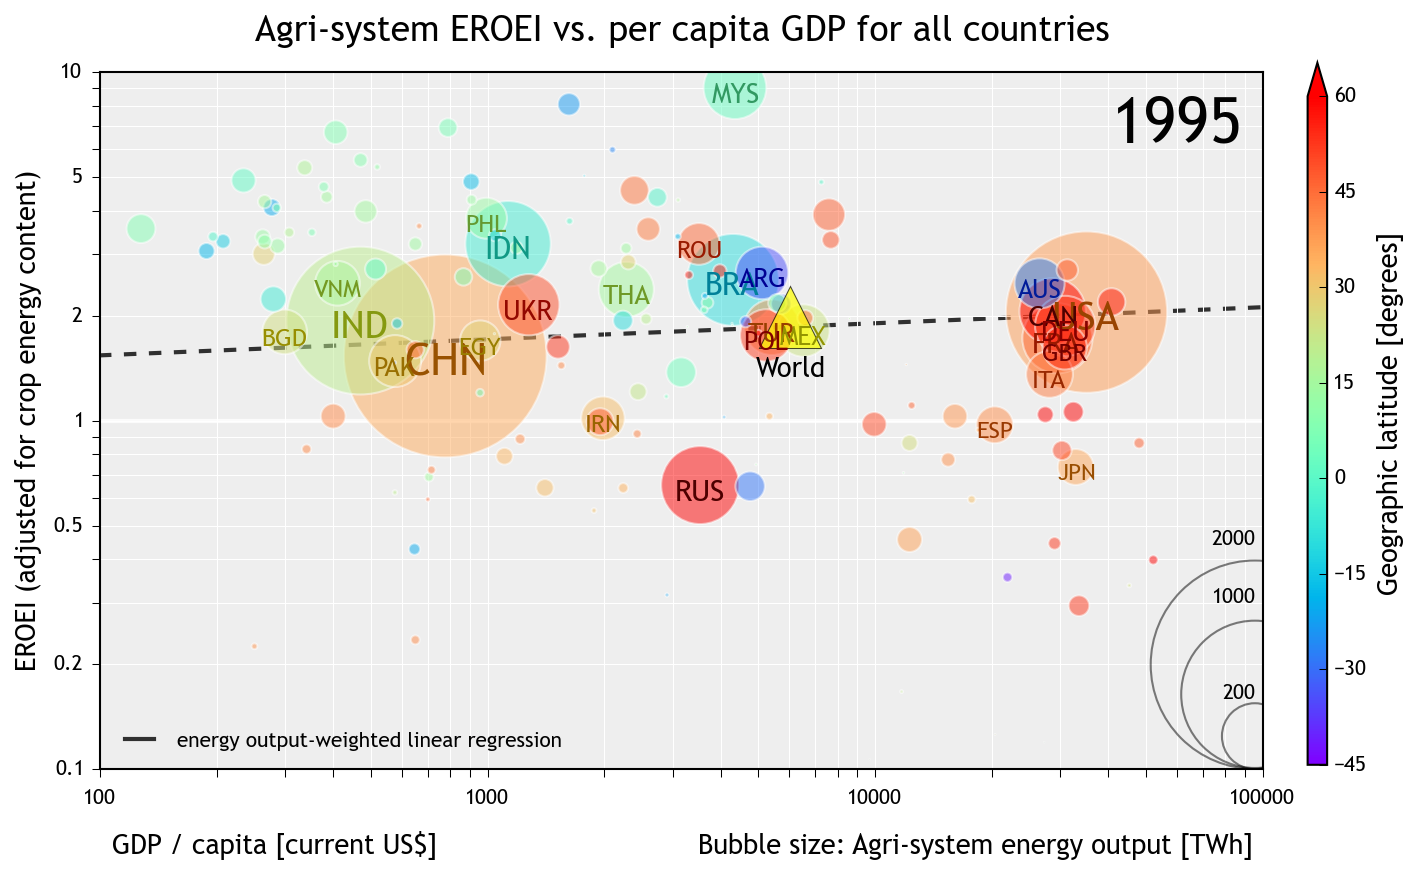 Agri-system EROEI vs. per capita GDP for all countries
1995
EROEI (adjusted for crop energy content)
10
5
2
1
0.5
0.2
0.1
100
1000
10000
100000
GDP / capita [current US$]
Bubble size: Agri-system energy output [TWh]
energy output-weighted linear regression
MYS
PHL
IDN
ROU
VNM
THA
BRA
ARG
AUS
IND
UKR
BGD
PAK
CHN
EGY
TUR
POL
MEX
World
CAN
USA
DEU
FRA
GBR
ITA
IRN
ESP
JPN
RUS
2000
1000
200
60
45
30
15
0
−15
−30
−45
Geographic latitude [degrees]